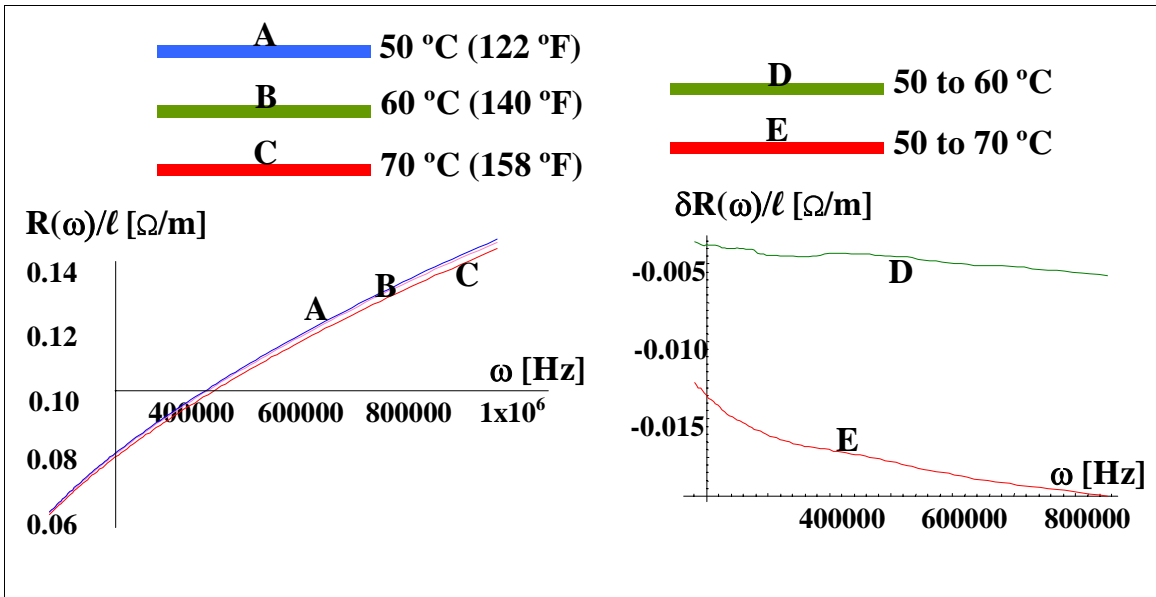 A
50 ºC (122 ºF)
B
60 ºC (140 ºF)
C
70 ºC (158 ºF)
D
50 to 60 ºC
E
50 to 70 ºC
R(ω)/ℓ [Ω/m]
0.14
0.12
0.10
0.08
0.06
A
B
C
ω [Hz]
400000 600000 800000 1x10⁶
δR(ω)/ℓ [Ω/m]
-0.005
-0.010
-0.015
D
E
ω [Hz]
400000 600000 800000